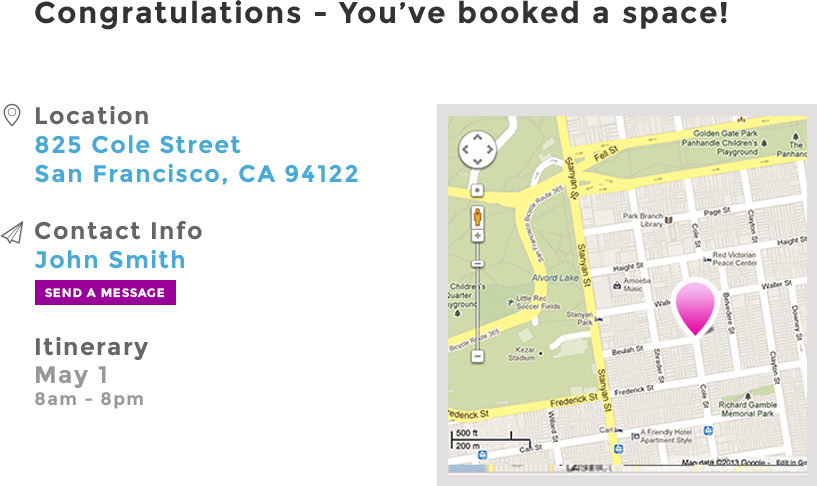 Congratulations - You’ve booked a space!
Location
825 Cole Street
San Francisco, CA 94122
Contact Info
John Smith
SEND A MESSAGE
Itinerary
May 1
8am - 8pm
Golden Gate Park
Panhandle Children's
Playground
The
Panhand
Fell St
Stanyan St
Bicycle Route 365
San Francisco
Park Branch
Library
Page St
Clayton St
Cole St
Haight St
Red Victorian
Peace Center
Haight St
Alvord Lake
Amoeba
Music
Waller St
Children's
Quarter
Playground
Little Rec
Soccer Fields
Stanyan St
Stanyan
Park
Walle
Belvedere St
Downey St
Bicycle Route 365
Kezar
Stadium
Beulah St
Shrader St
Clayton St
Stanyan St
Frederick St
Cole St
Frederick St
Frederick St
Richard Gamble
Memorial Park
Willard St
Carl
A Friendly Hotel
Apartment Style
500 ft
200 m
Carl St
Map data ©2013 Google -
Edit in Go